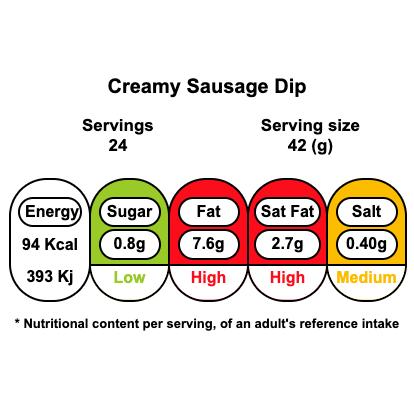 Creamy Sausage Dip
Servings
24
Serving size
42 (g)
Energy
94 Kcal
393 Kj
Sugar
0.8g
Low
Fat
7.6g
High
Sat Fat
2.7g
High
Salt
0.40g
Medium
* Nutritional content per serving, of an adult's reference intake